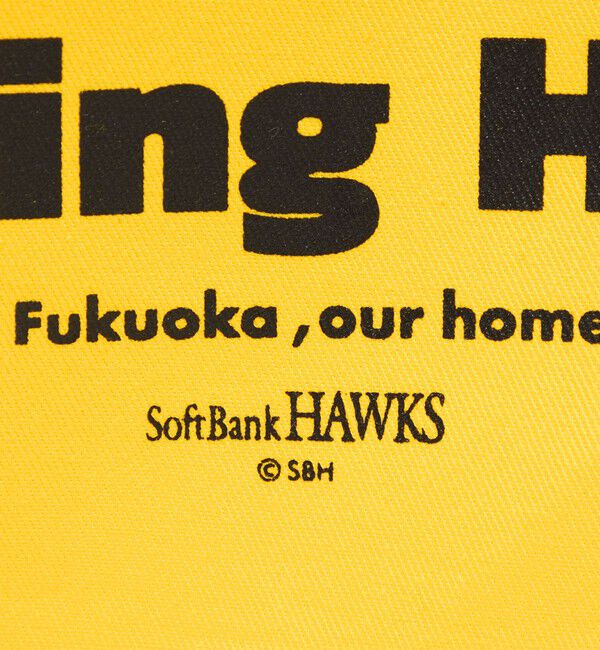 ing H
Fukuoka , our home
SoftBank HAWKS
© SBH